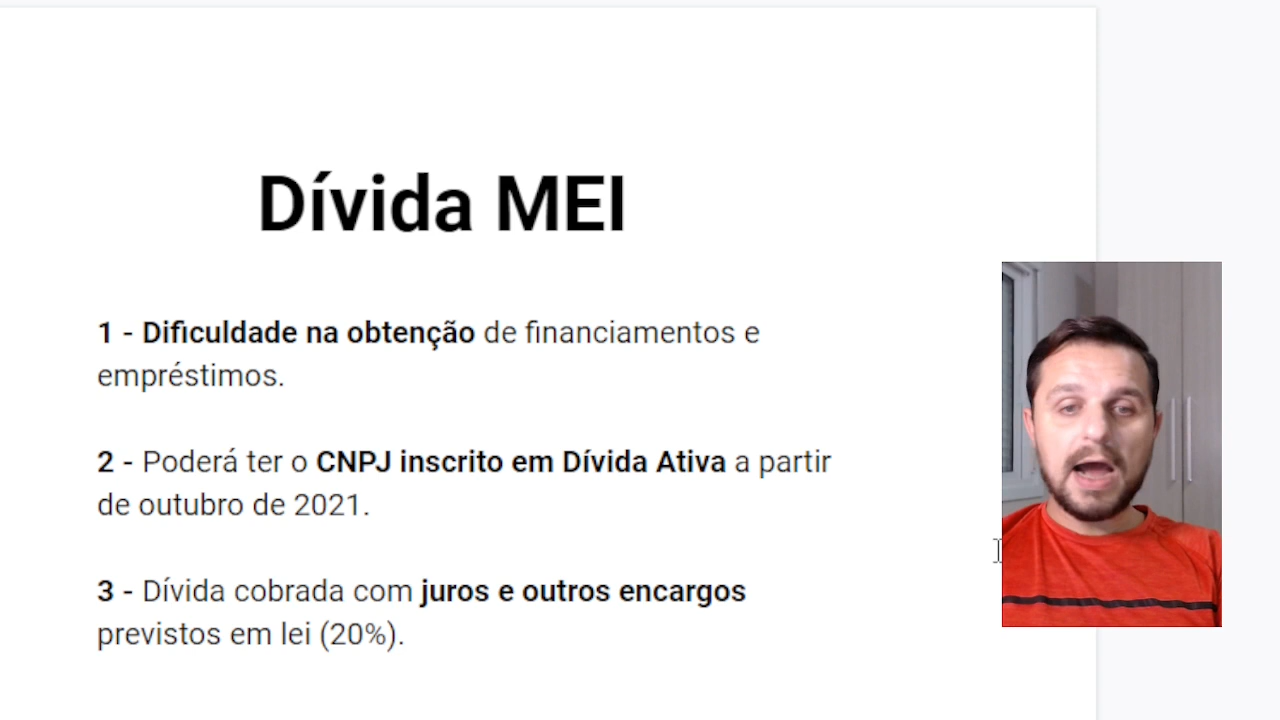 Dívida MEI
1 - Dificuldade na obtenção de financiamentos e
empréstimos.
2 - Poderá ter o CNPJ inscrito em Dívida Ativa a partir
de outubro de 2021.
3 - Dívida cobrada com juros e outros encargos
previstos em lei (20%).